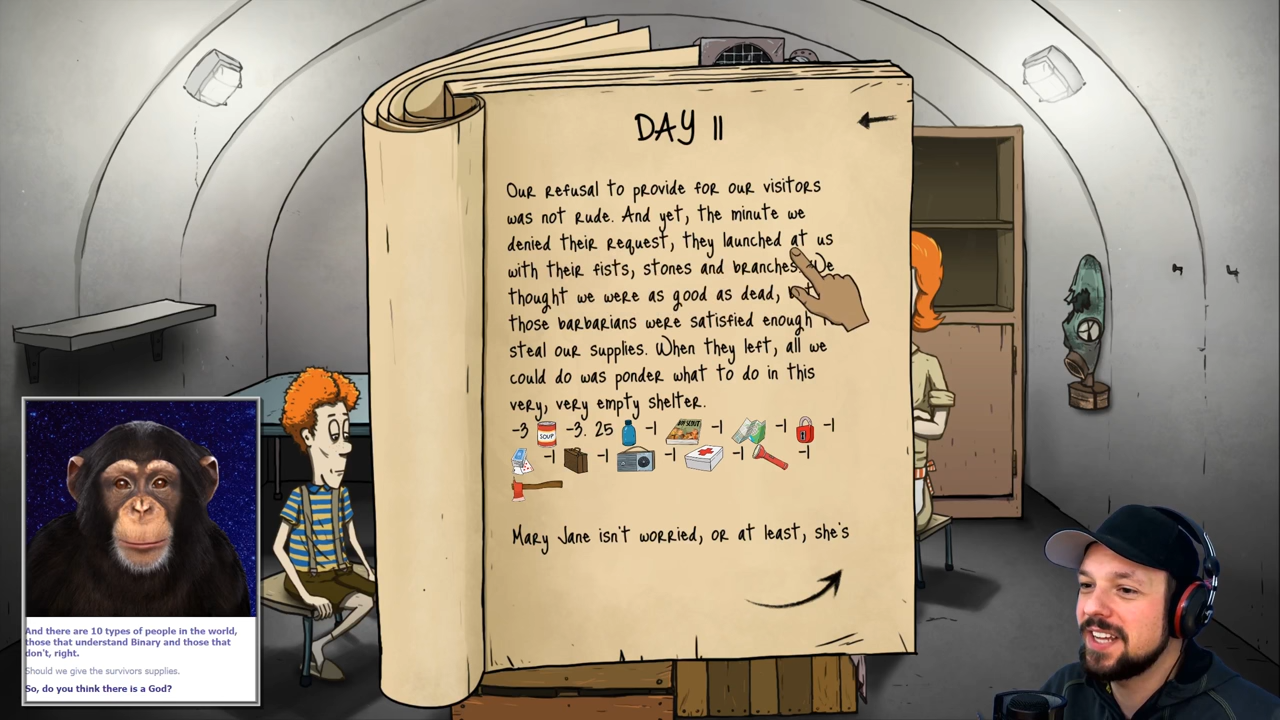 DAY 11
Our refusal to provide for our visitors
was not rude. And yet, the minute we
denied their request, they launched at us
with their fists, stones and branches. We
thought we were as good as dead,
those barbarians were satisfied enough
steal our supplies. When they left, all we
could do was ponder what to do in this
very, very empty shelter.
-3 SOUP -3. 25 -1 -1 -1 -1
-1 -1 -1 -1 -1
Mary Jane isn't worried, or at least, she's
And there are 10 types of people in the world,
those that understand Binary and those that
don't, right.
Should we give the survivors supplies.
So, do you think there is a God?